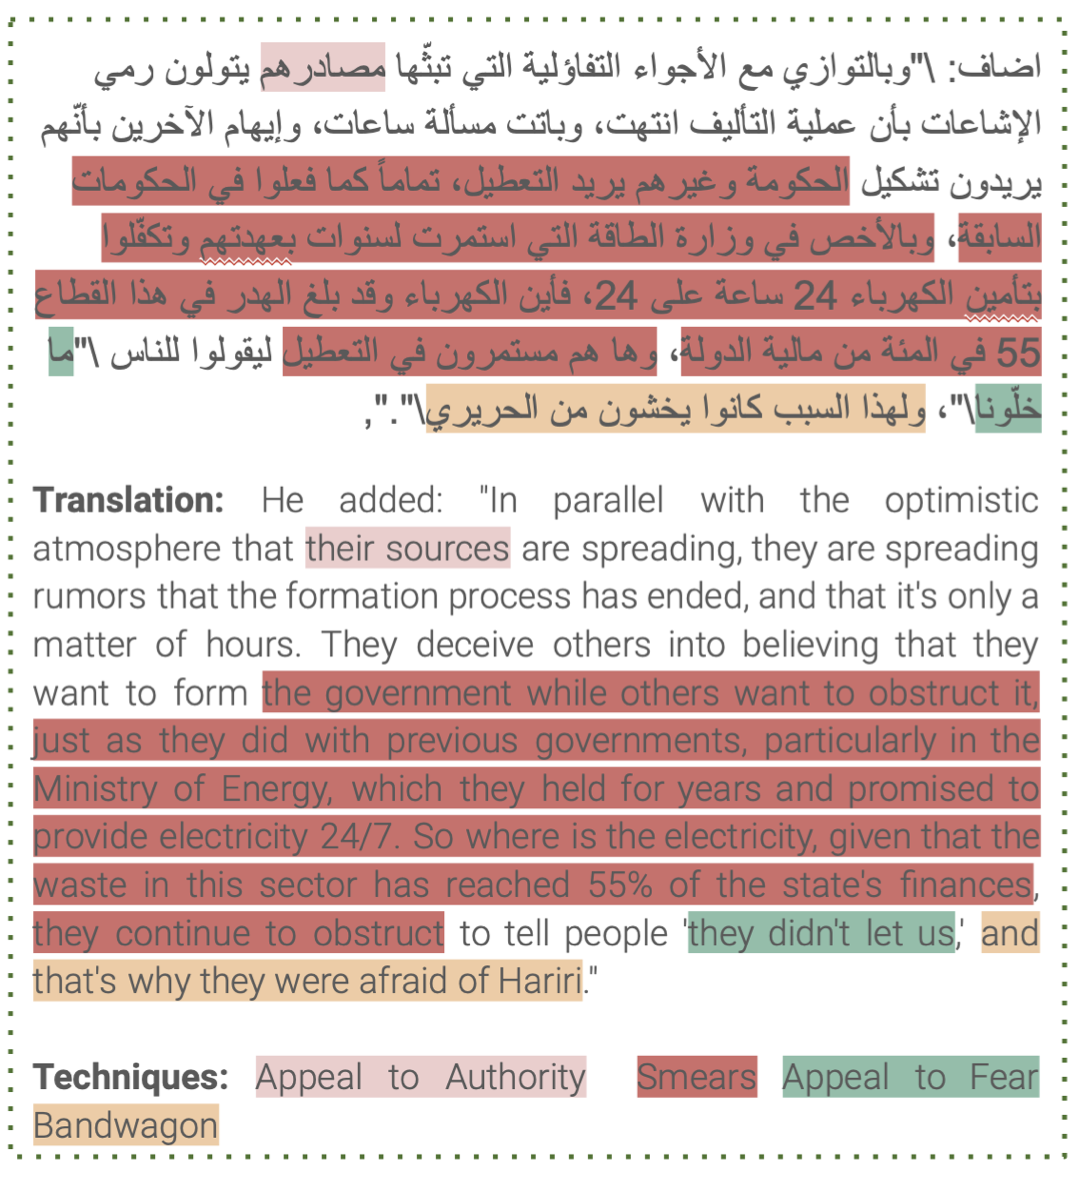 اضاف: \"وبالتوازي مع الأجواء التفاؤلية التي تبثّها مصادرهم يتولون رمي
الإشاعات بأن عملية التأليف انتهت، وباتت مسألة ساعات، وإيهام الآخرين بأنّهم
يريدون تشكيل الحكومة وغيرهم يريد التعطيل، تماماً كما فعلوا في الحكومات
السابقة، وبالأخص في وزارة الطاقة التي استمرت لسنوات بعهدتهم وتكفّلوا
بتأمين الكهرباء 24 ساعة على 24، فأين الكهرباء وقد بلغ الهدر في هذا القطاع
55 في المئة من مالية الدولة، وها هم مستمرون في التعطيل ليقولوا للناس \"ما
خلّونا\"، ولهذا السبب كانوا يخشون من الحريري\".",
Translation: He added: "In parallel with the optimistic
atmosphere that their sources are spreading, they are spreading
rumors that the formation process has ended, and that it's only a
matter of hours. They deceive others into believing that they
want to form the government while others want to obstruct it,
just as they did with previous governments, particularly in the
Ministry of Energy, which they held for years and promised to
provide electricity 24/7. So where is the electricity, given that the
waste in this sector has reached 55% of the state's finances,
they continue to obstruct to tell people 'they didn't let us,' and
that's why they were afraid of Hariri."
Techniques: Appeal to Authority Smears Appeal to Fear
Bandwagon